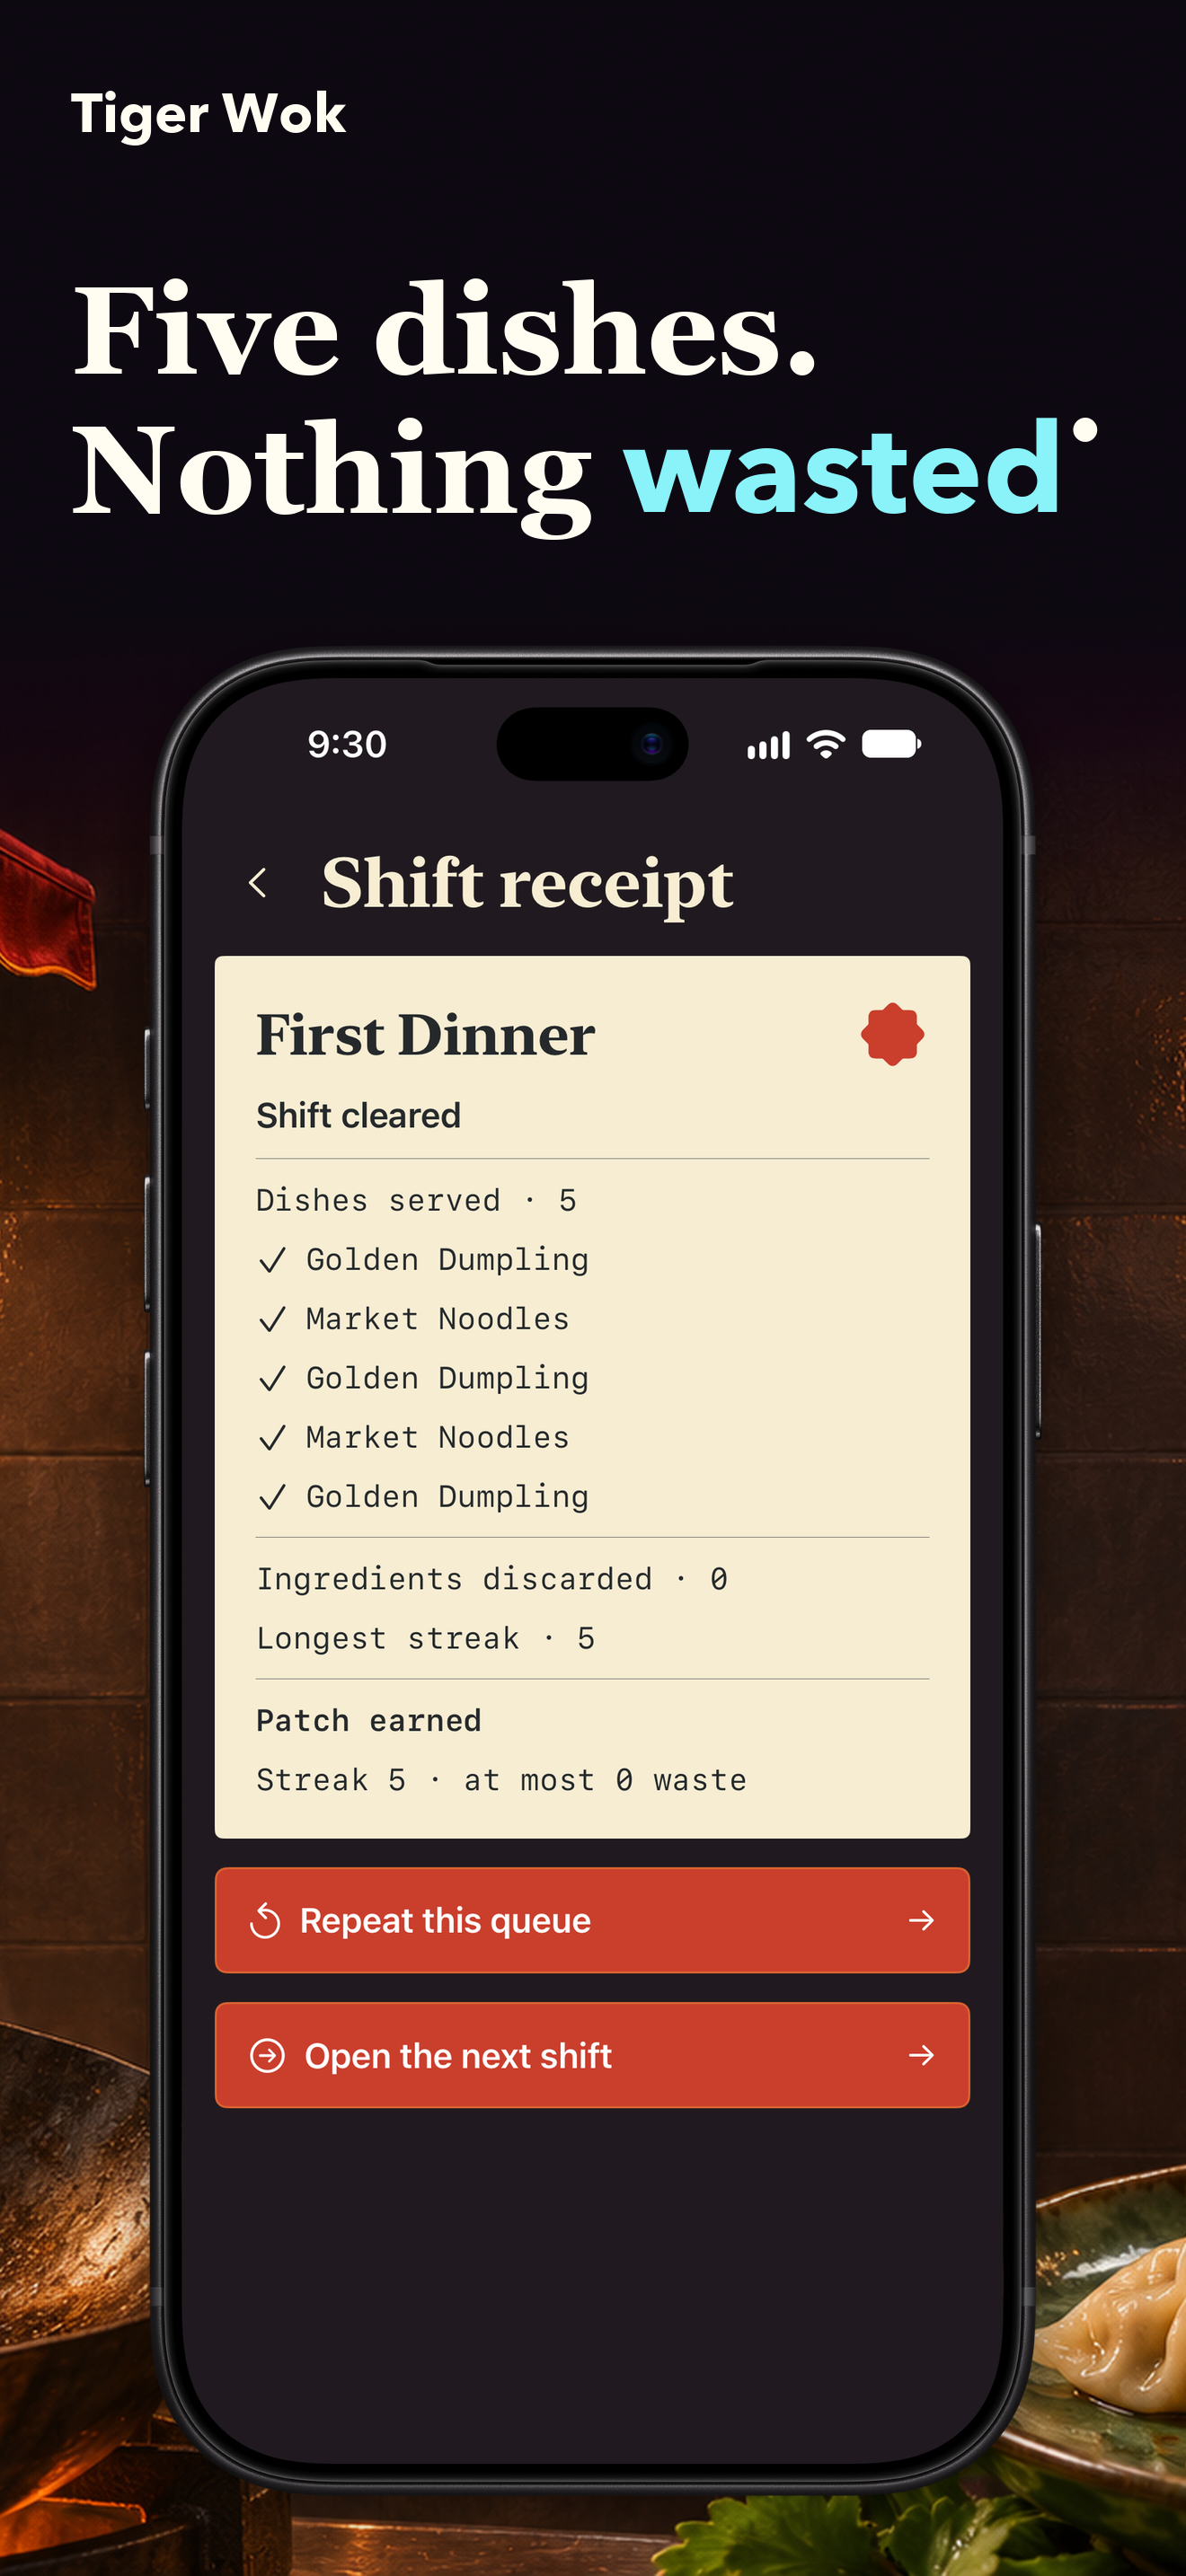 Tiger Wok
Five dishes.
Nothing wasted.
9:30
Shift receipt
First Dinner
Shift cleared
Dishes served · 5
✓ Golden Dumpling
✓ Market Noodles
✓ Golden Dumpling
✓ Market Noodles
✓ Golden Dumpling
Ingredients discarded · 0
Longest streak · 5
Patch earned
Streak 5 · at most 0 waste
Repeat this queue
Open the next shift